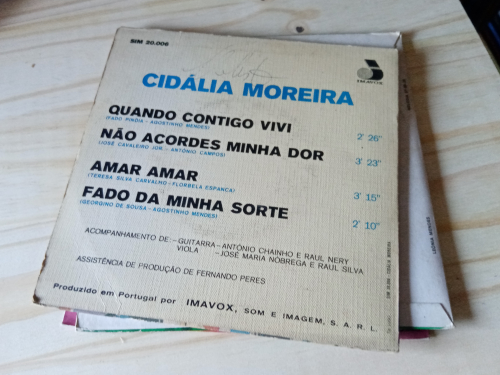 SIM 20.006
IMAVOX
CIDÁLIA MOREIRA
QUANDO CONTIGO VIVI 2' 26"
(FADO PINDIA – AGOSTINHO MENDES)
NÃO ACORDES MINHA DOR 3' 23"
(JOSÉ CAVALEIRO JÚN. – ANTÓNIO CAMPOS)
AMAR AMAR 3' 15"
(TERESA SILVA CARVALHO – FLORBELA ESPANCA)
FADO DA MINHA SORTE 2' 10"
(GEORGINO DE SOUSA – AGOSTINHO MENDES)
ACOMPANHAMENTO DE: – GUITARRA – ANTÓNIO CHAINHO E RAUL NERY
VIOLA – JOSÉ MARIA NÓBREGA E RAUL SILVA
ASSISTÊNCIA DE PRODUÇÃO DE FERNANDO PERES
Produzido em Portugal por IMAVOX, SOM E IMAGEM, S. A. R. L.